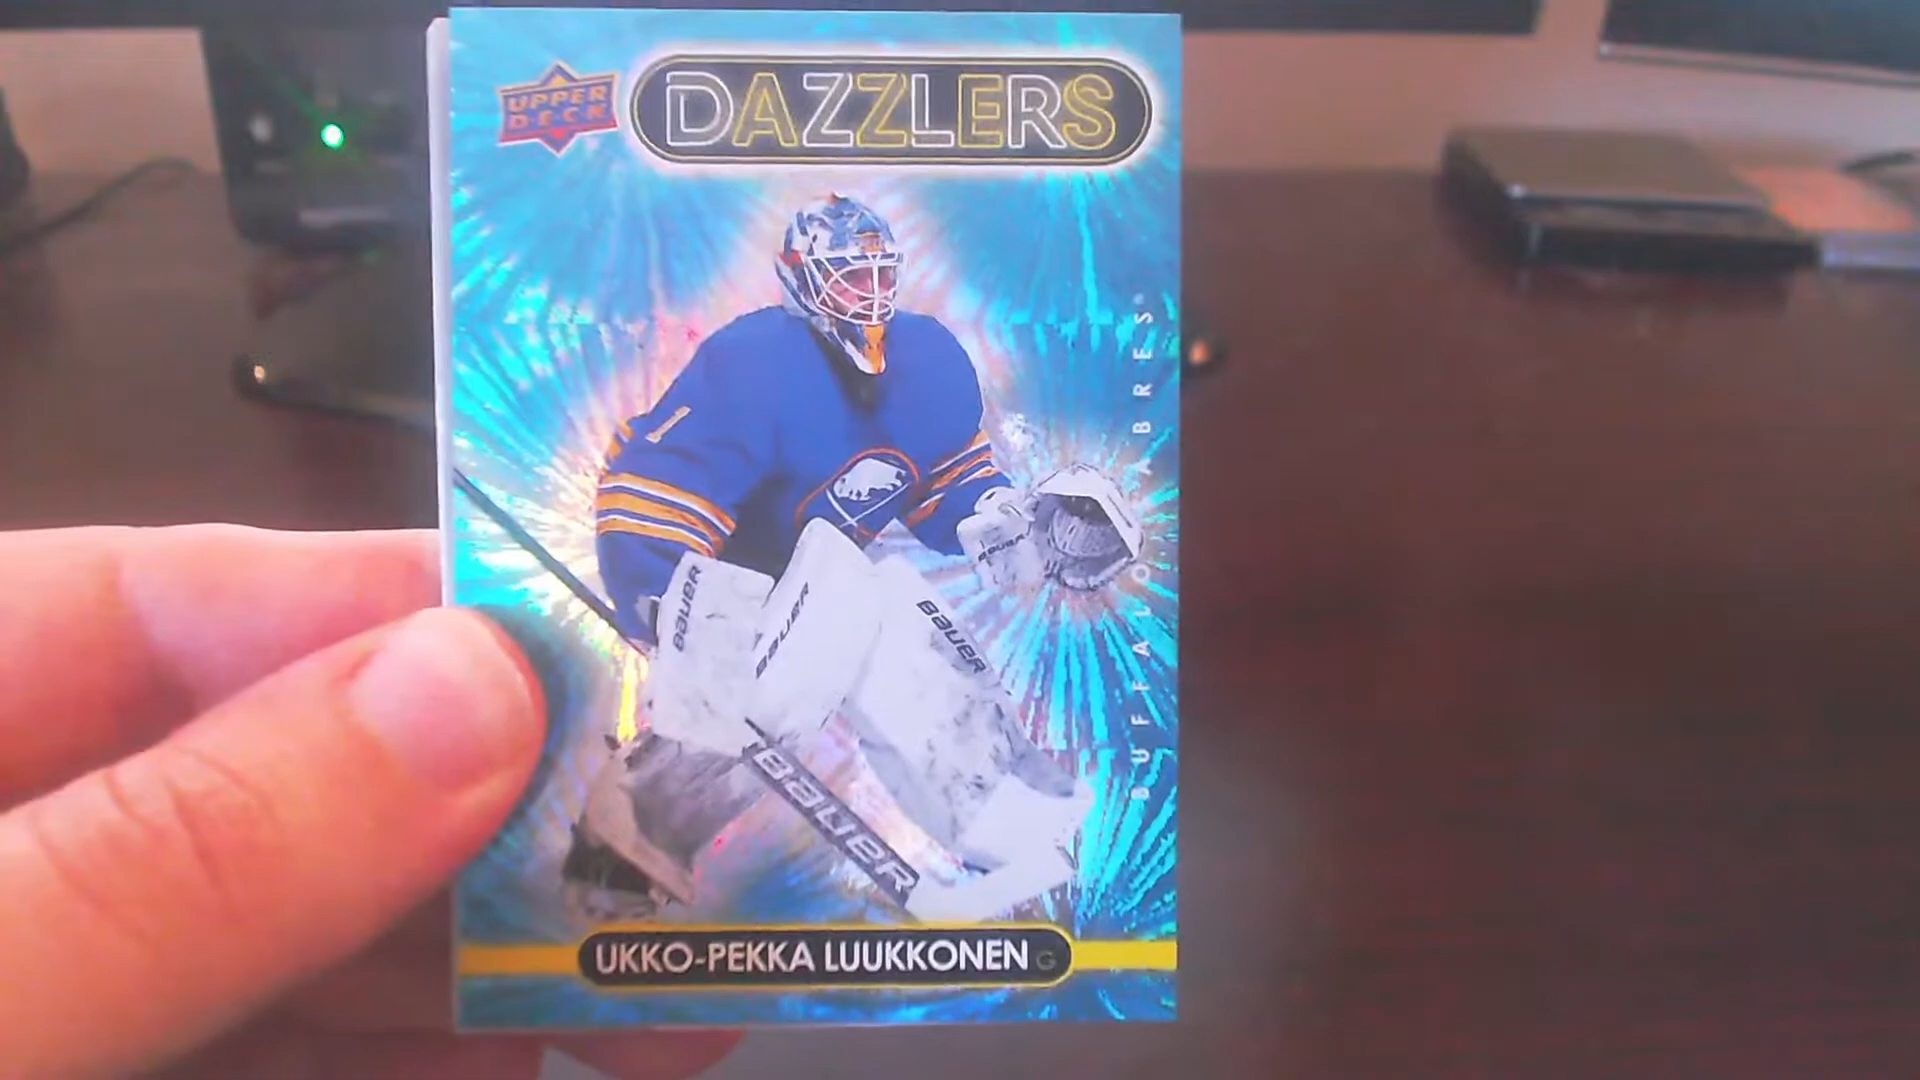 UPPER
DECK
DAZZLERS
1
BUFFALO SABRES
BAUER
BAUER
BAUER
BAUER
BAUER
UKKO-PEKKA LUUKKONEN G